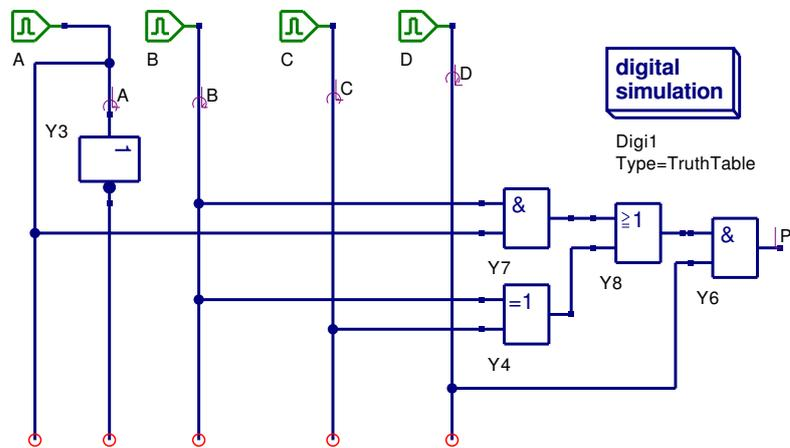 A
B
C
D
A
B
C
D
digital
simulation
Digi1
Type=TruthTable
Y3
1
&
Y7
≥1
Y8
&
Y6
P
=1
Y4